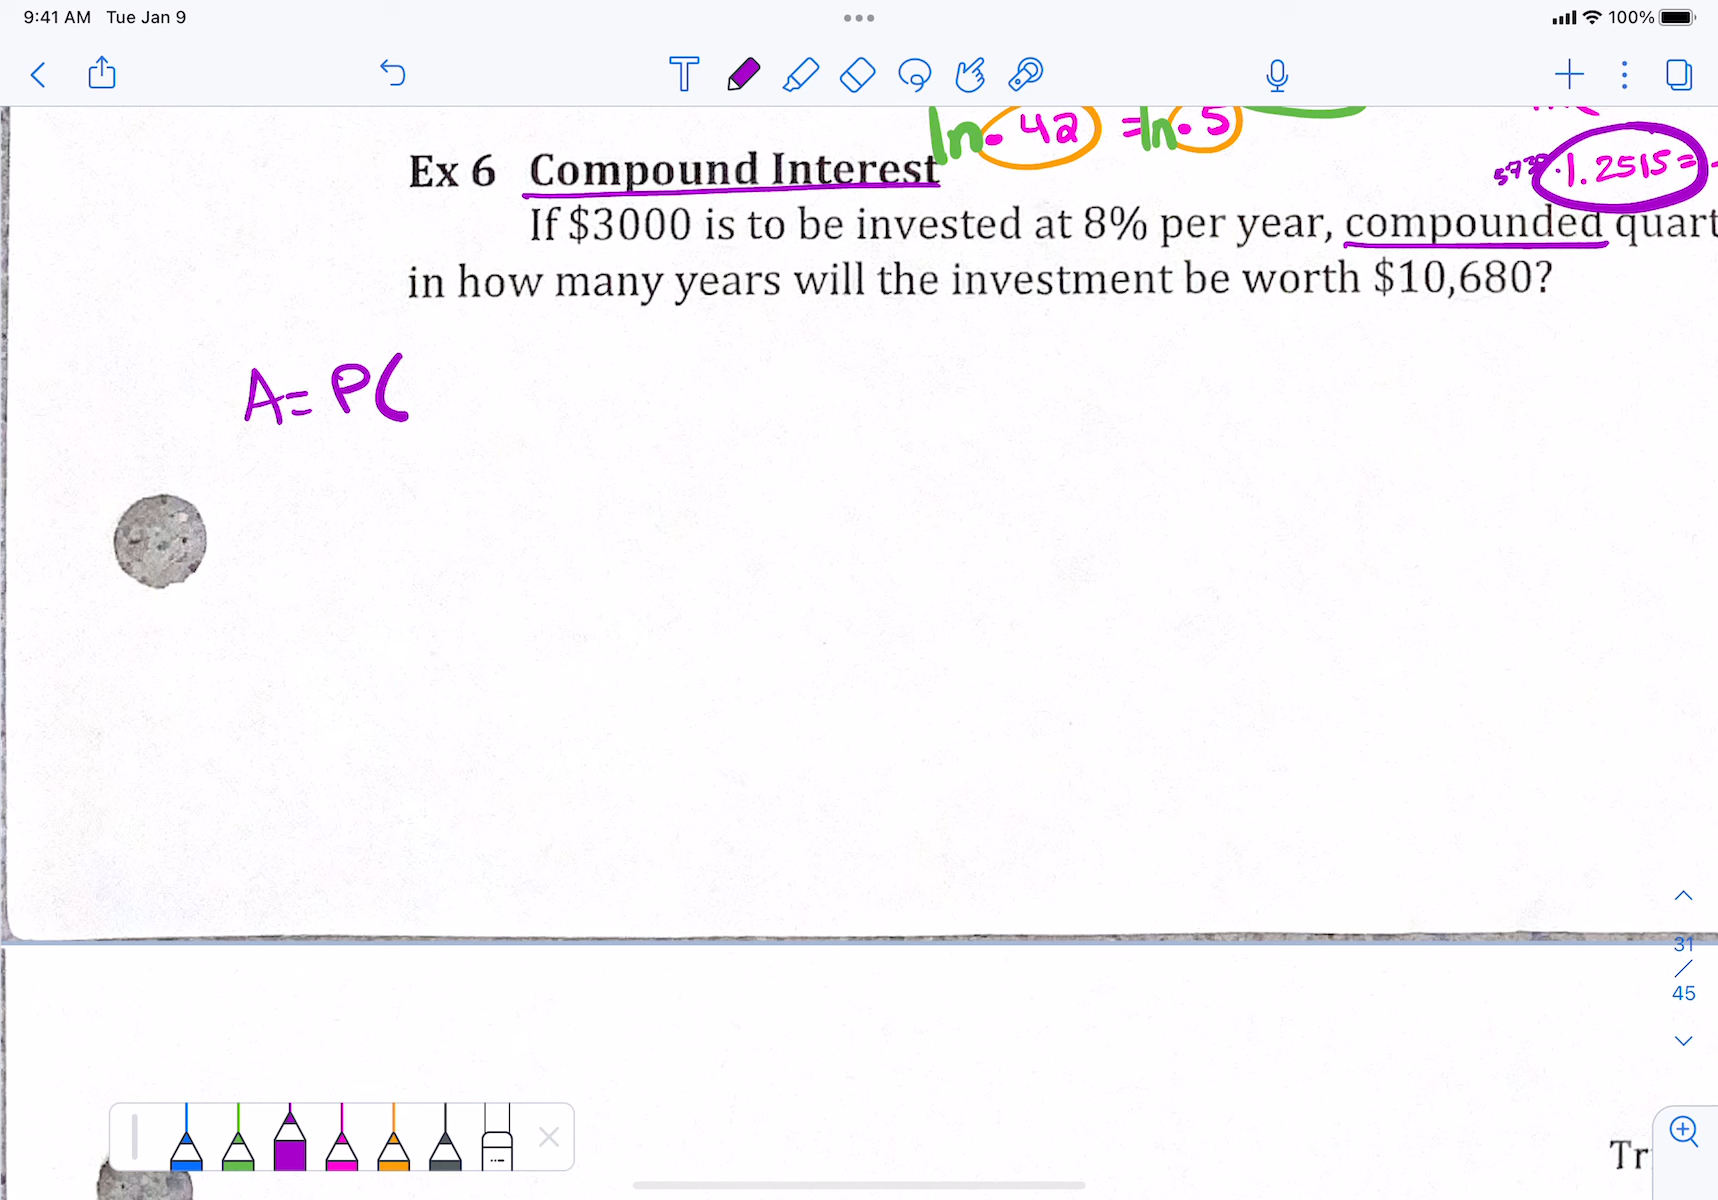 9:41 AM Tue Jan 9
100%
ln .42 = ln .5
Ex 6 Compound Interest
.1.2515=
If $3000 is to be invested at 8% per year, compounded quart
in how many years will the investment be worth $10,680?
A= P(
31
/
45
Tr